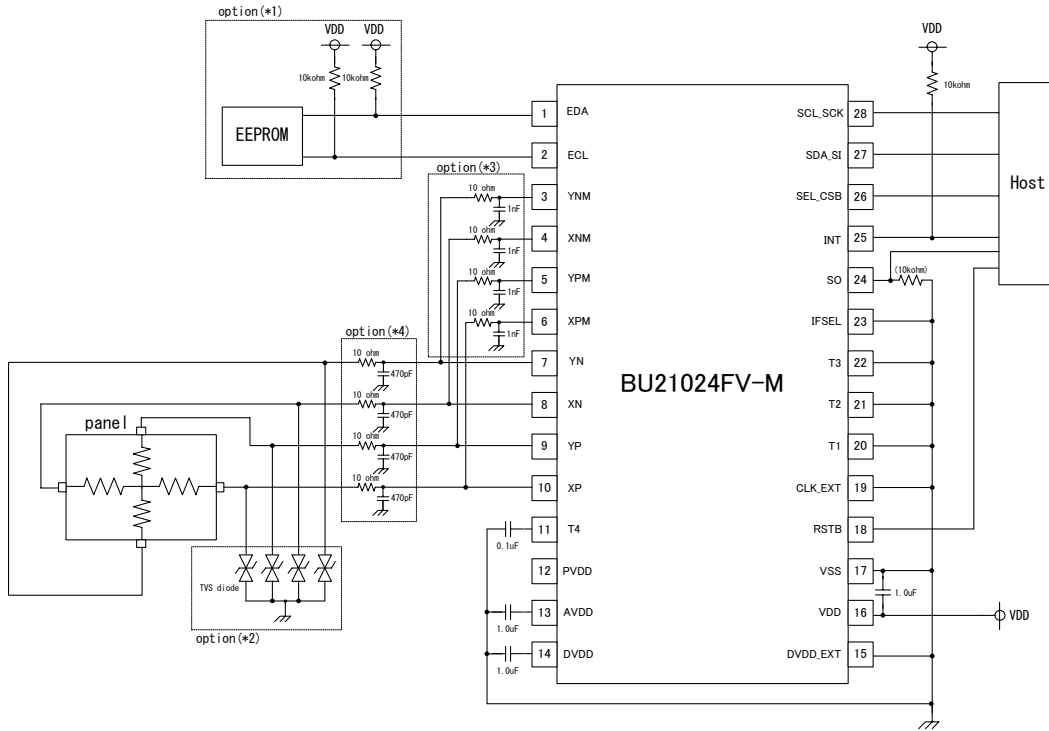 option(*1)
VDD VDD
10kohm 10kohm
EEPROM
VDD
10kohm
Host
option(*3)
10 ohm
1nF
10 ohm
1nF
10 ohm
1nF
10 ohm
1nF
option(*4)
10 ohm
470pF
10 ohm
470pF
10 ohm
470pF
10 ohm
470pF
panel
TVS diode
option(*2)
0.1uF
1.0uF
1.0uF
BU21024FV-M
1 EDA
2 ECL
3 YNM
4 XNM
5 YPM
6 XPM
7 YN
8 XN
9 YP
10 XP
11 T4
12 PVDD
13 AVDD
14 DVDD
SCL_SCK 28
SDA_SI 27
SEL_CSB 26
INT 25
SO 24
(10kohm)
IFSEL 23
T3 22
T2 21
T1 20
CLK_EXT 19
RSTB 18
VSS 17
1.0uF
VDD 16
VDD
DVDD_EXT 15